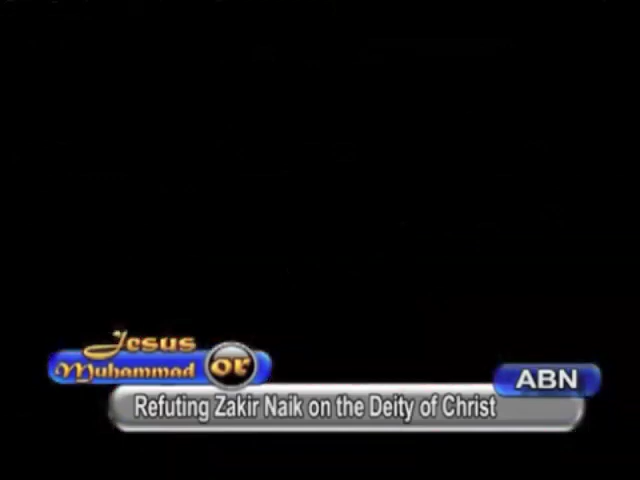 Jesus
or
Muhammad
ABN
Refuting Zakir Naik on the Deity of Christ